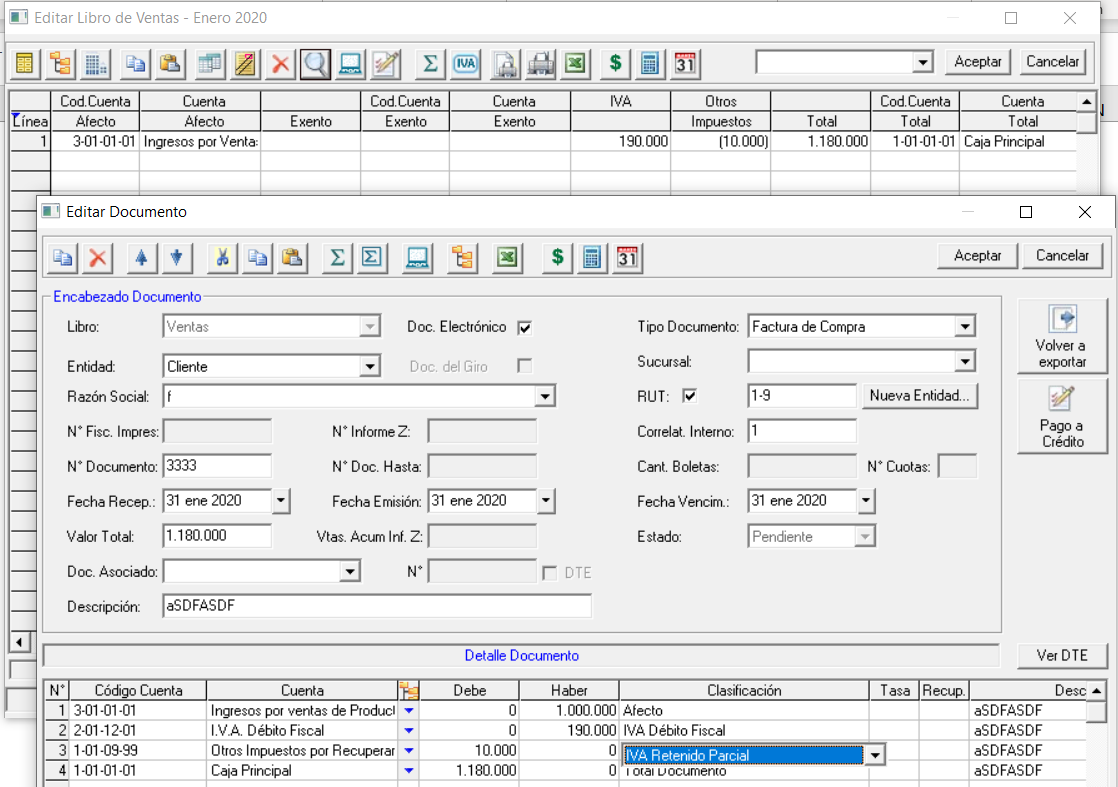 Editar Libro de Ventas - Enero 2020
IVA 31 Aceptar Cancelar
Cod.Cuenta Cuenta Cod.Cuenta Cuenta IVA Otros Cod.Cuenta Cuenta
Línea Afecto Afecto Exento Exento Exento Impuestos Total Total Total
1 3-01-01-01 Ingresos por Venta: 190.000 (10.000) 1.180.000 1-01-01-01 Caja Principal
Editar Documento
31 Aceptar Cancelar
Encabezado Documento
Libro: Ventas Doc. Electrónico Tipo Documento: Factura de Compra
Volver a exportar
Entidad: Cliente Doc. del Giro Sucursal:
Razón Social: f RUT: 1-9 Nueva Entidad...
Pago a Crédito
N° Fisc. Impres: N° Informe Z: Correlat. Interno: 1
N° Documento: 3333 N° Doc. Hasta: Cant. Boletas: N° Cuotas:
Fecha Recep.: 31 ene 2020 Fecha Emisión: 31 ene 2020 Fecha Vencim.: 31 ene 2020
Valor Total: 1.180.000 Vtas. Acum Inf. Z: Estado: Pendiente
Doc. Asociado: N° DTE
Descripción: aSDFASDF
Detalle Documento Ver DTE
N° Código Cuenta Cuenta Debe Haber Clasificación Tasa Recup. Desc
1 3-01-01-01 Ingresos por ventas de Product 0 1.000.000 Afecto aSDFASDF
2 2-01-12-01 I.V.A. Débito Fiscal 0 190.000 IVA Débito Fiscal aSDFASDF
3 1-01-09-99 Otros Impuestos por Recuperar 10.000 0 IVA Retenido Parcial aSDFASDF
4 1-01-01-01 Caja Principal 1.180.000 0 Total Documento aSDFASDF